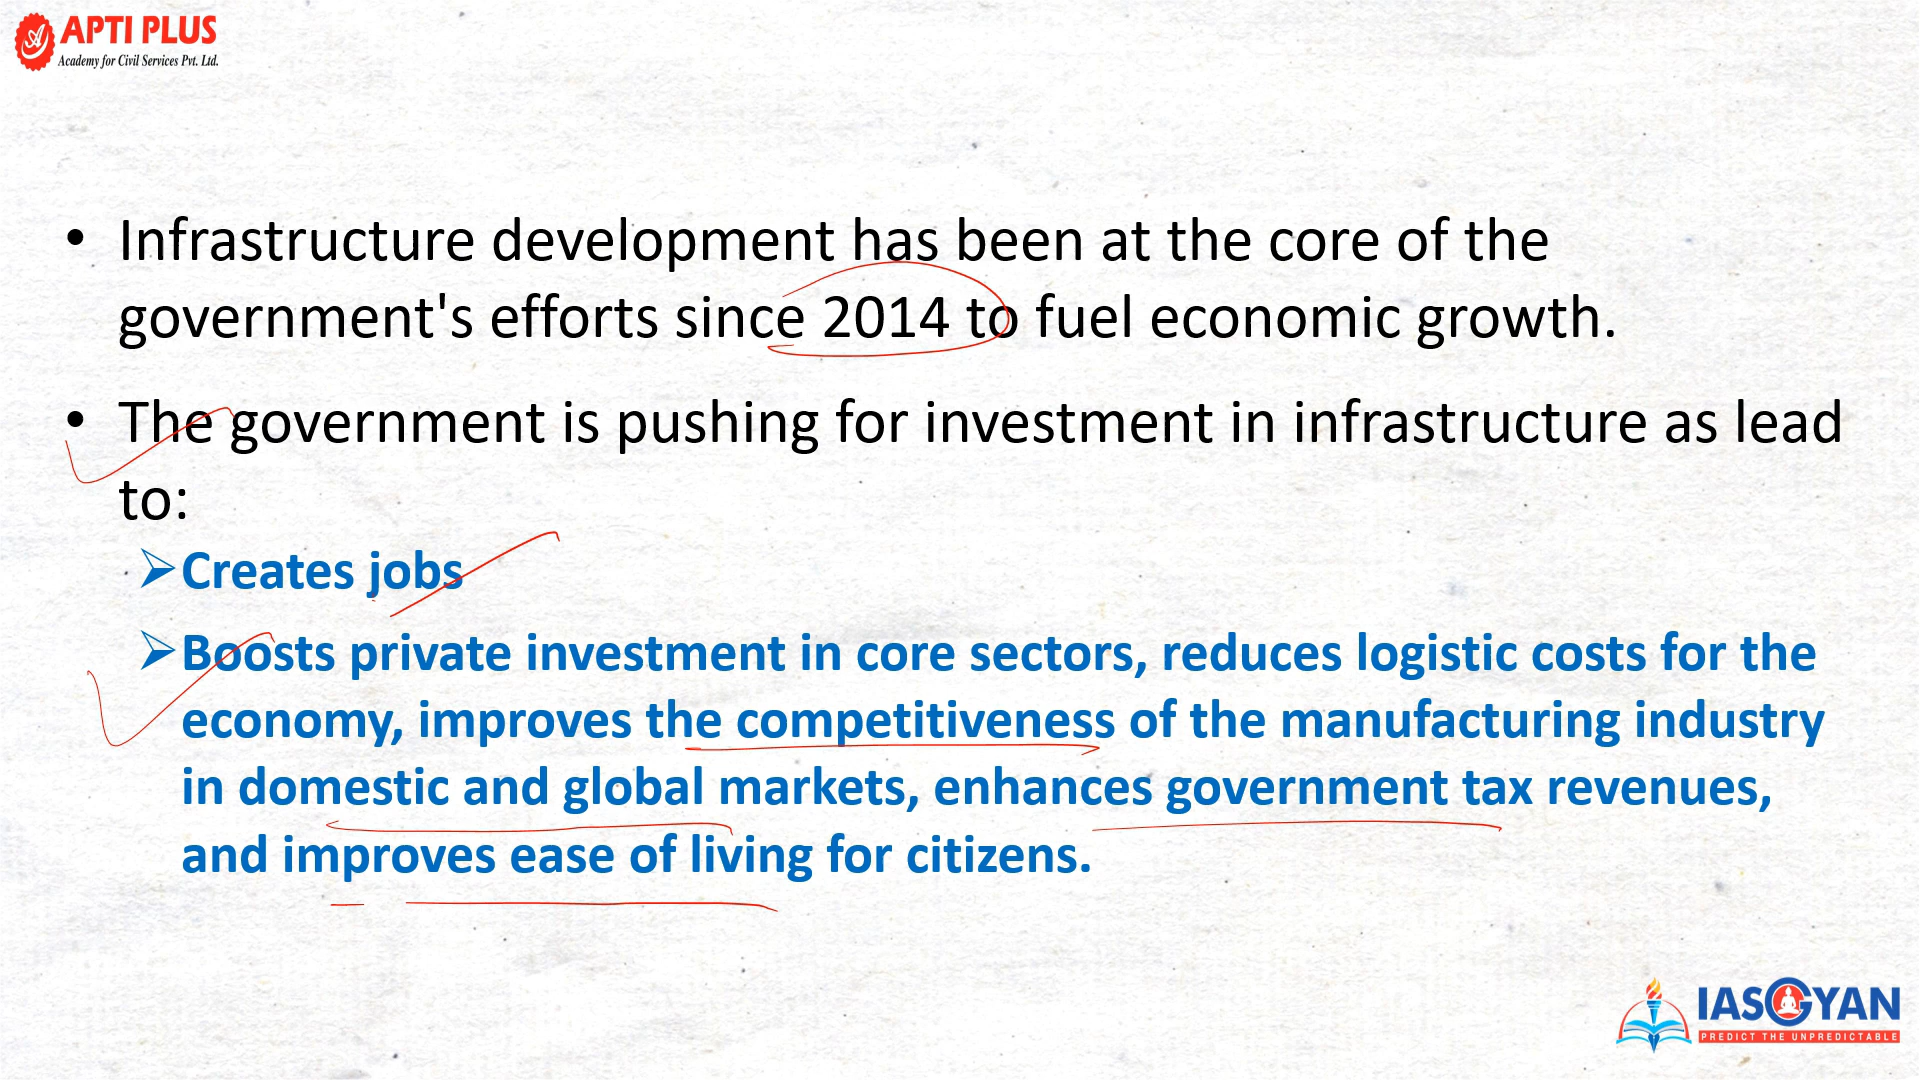 APTI PLUS
Academy for Civil Services Pvt. Ltd.
• Infrastructure development has been at the core of the
government's efforts since 2014 to fuel economic growth.
• The government is pushing for investment in infrastructure as lead
to:
➢Creates jobs
➢Boosts private investment in core sectors, reduces logistic costs for the
economy, improves the competitiveness of the manufacturing industry
in domestic and global markets, enhances government tax revenues,
and improves ease of living for citizens.
IASGYAN
PREDICT THE UNPREDICTABLE